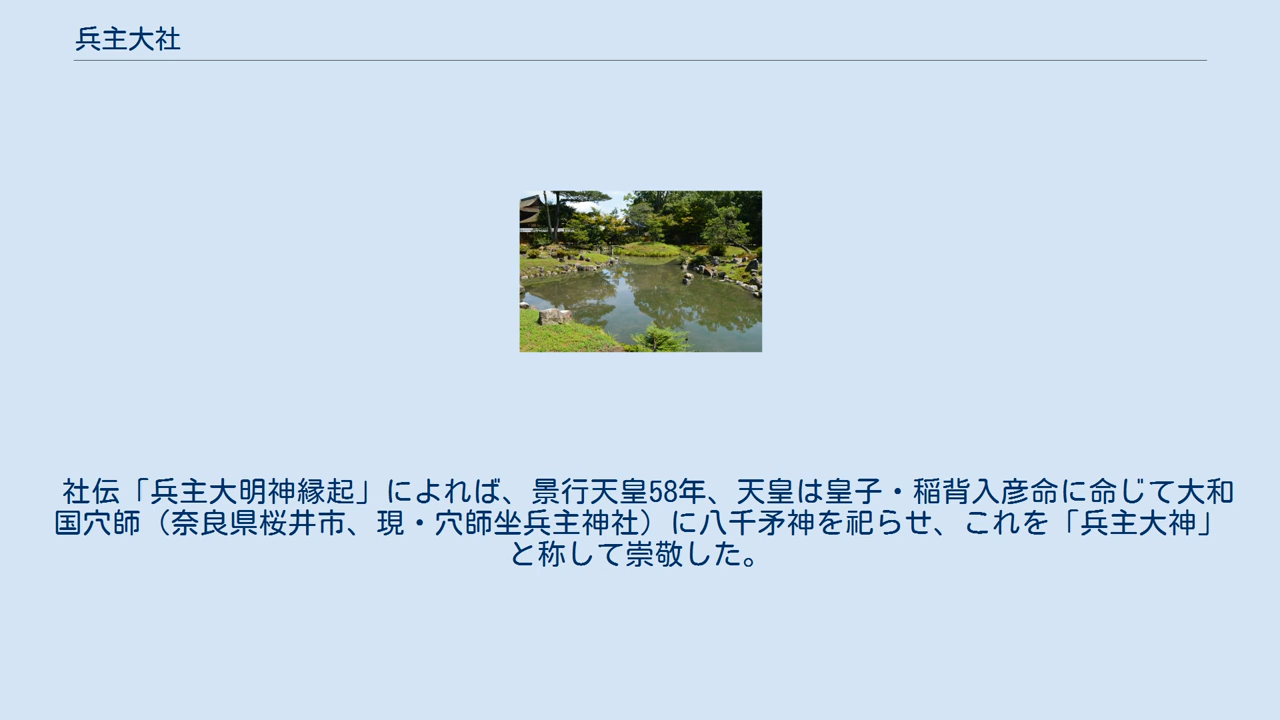 兵主大社
社伝「兵主大明神縁起」によれば、景行天皇58年、天皇は皇子・稲背入彦命に命じて大和
国穴師（奈良県桜井市、現・穴師坐兵主神社）に八千矛神を祀らせ、これを「兵主大神」
と称して崇敬した。